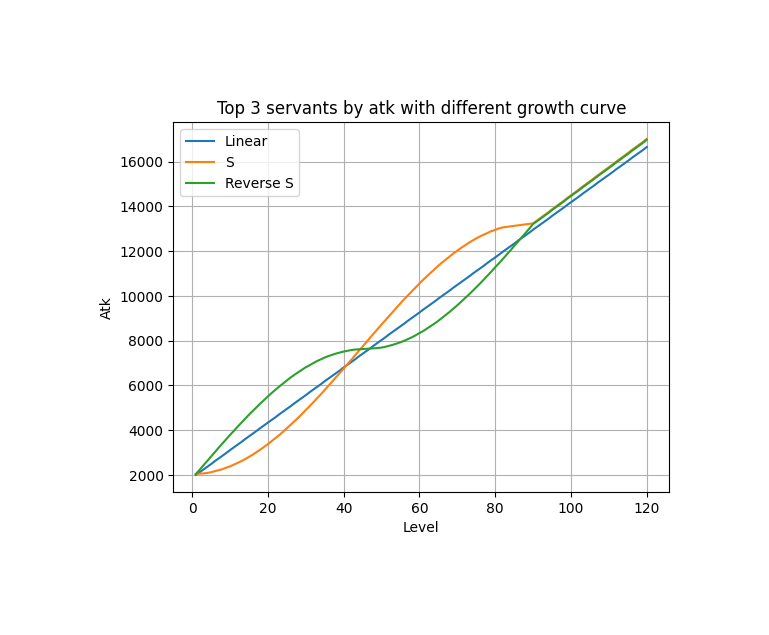 Top 3 servants by atk with different growth curve
Linear
S
Reverse S
16000
14000
12000
10000
8000
6000
4000
2000
Atk
0 20 40 60 80 100 120
Level